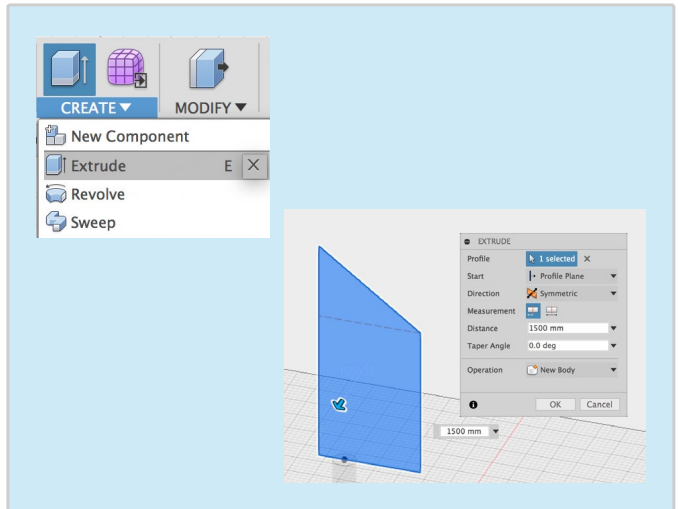 CREATE ▼ MODIFY ▼
New Component
Extrude E
Revolve
Sweep
EXTRUDE
Profile 1 selected
Start Profile Plane
Direction Symmetric
Measurement
Distance 1500 mm
Taper Angle 0.0 deg
Operation New Body
OK Cancel
1500 mm